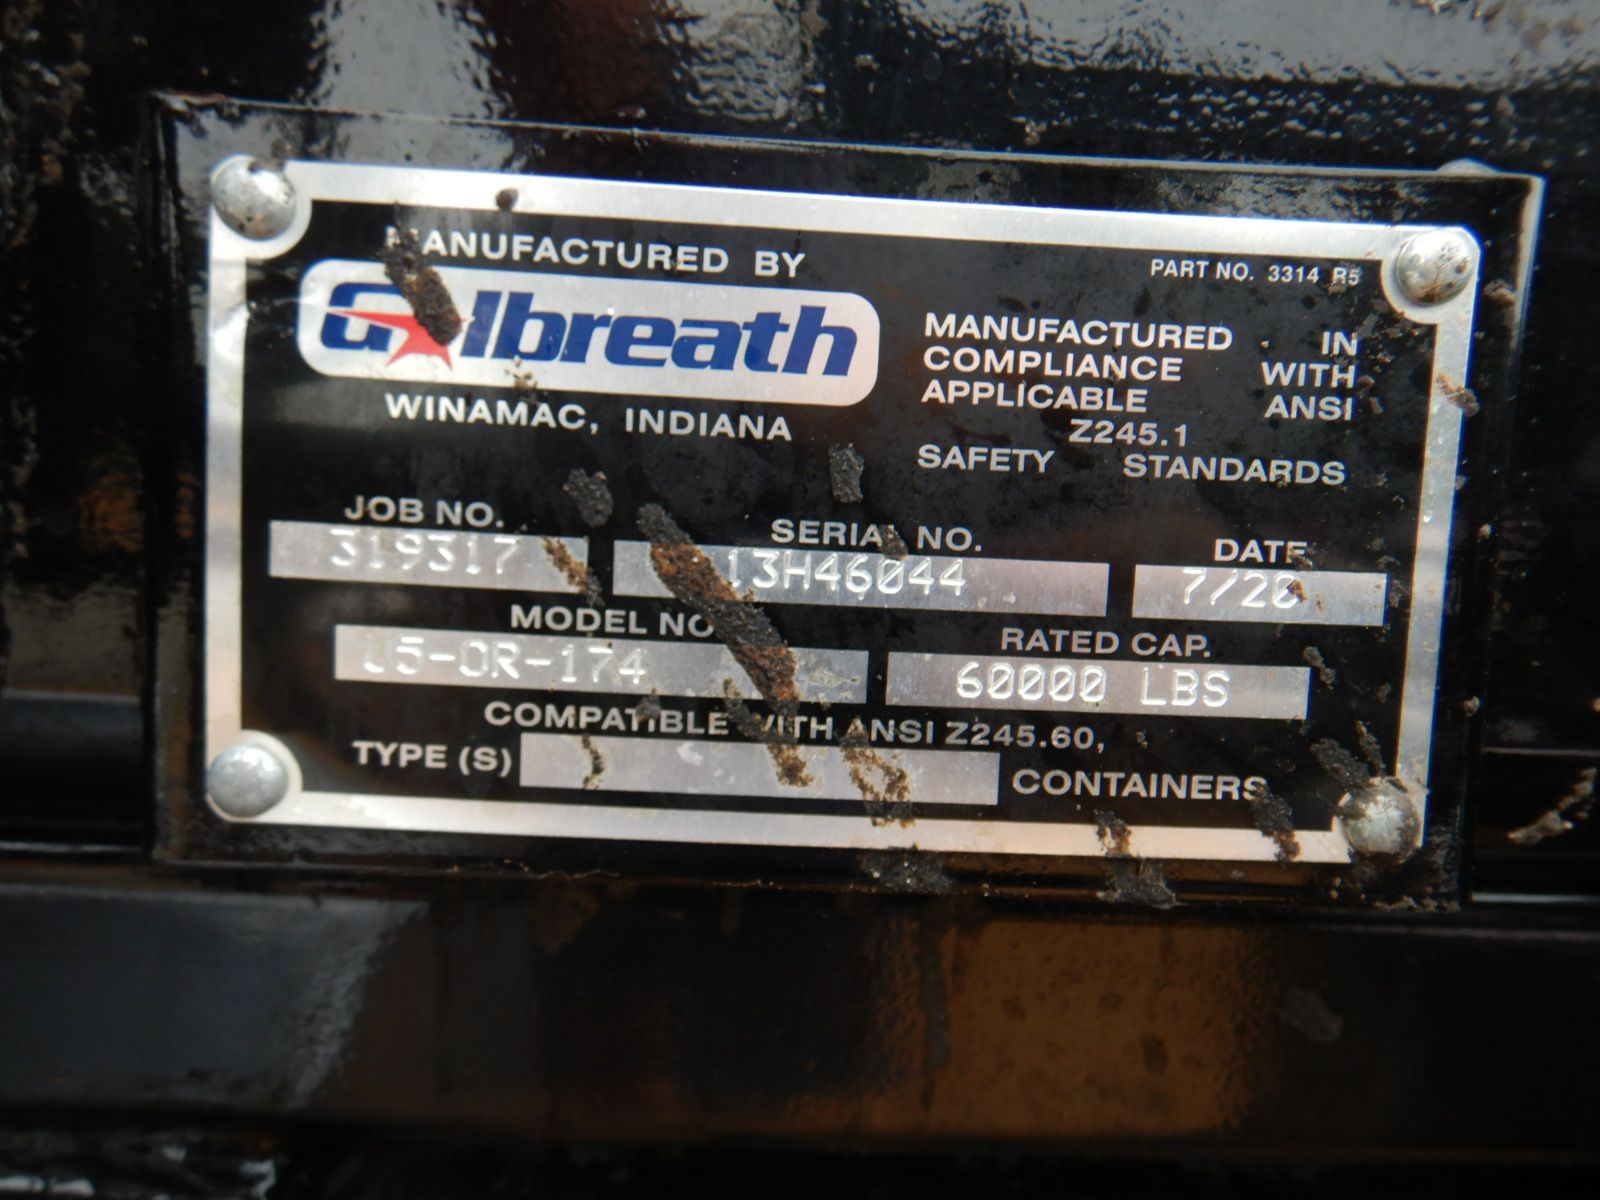 MANUFACTURED BY
Galbreath
WINAMAC, INDIANA
PART NO. 3314 R5
MANUFACTURED IN
COMPLIANCE WITH
APPLICABLE ANSI
Z245.1
SAFETY STANDARDS
JOB NO. SERIAL NO. DATE
319317 13H46044 7/20
MODEL NO RATED CAP.
U5-OR-174 60000 LBS
COMPATIBLE WITH ANSI Z245.60,
TYPE (S) CONTAINERS